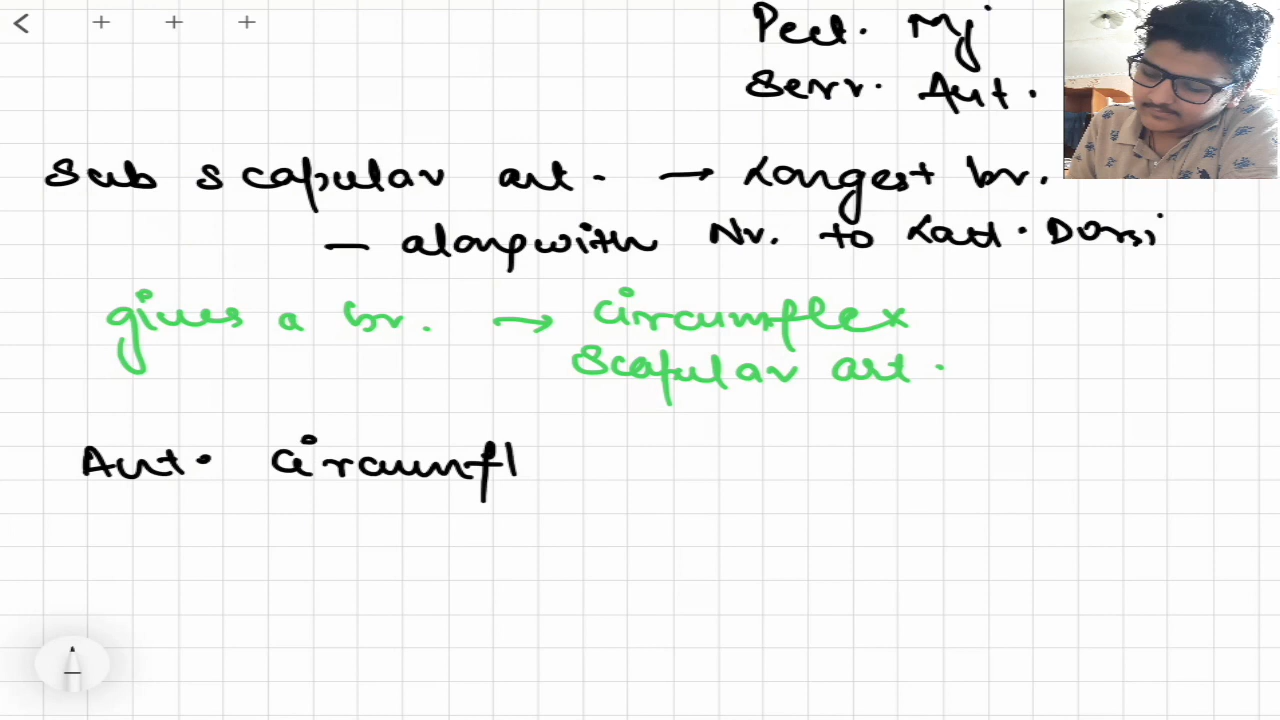 Pect. Mj
Serr. Ant.
Sub scapular art. → Longest br.
— alongwith Nr. to Latt. Dorsi
gives a br. → circumflex
Scapular art.
Ant. circumfl